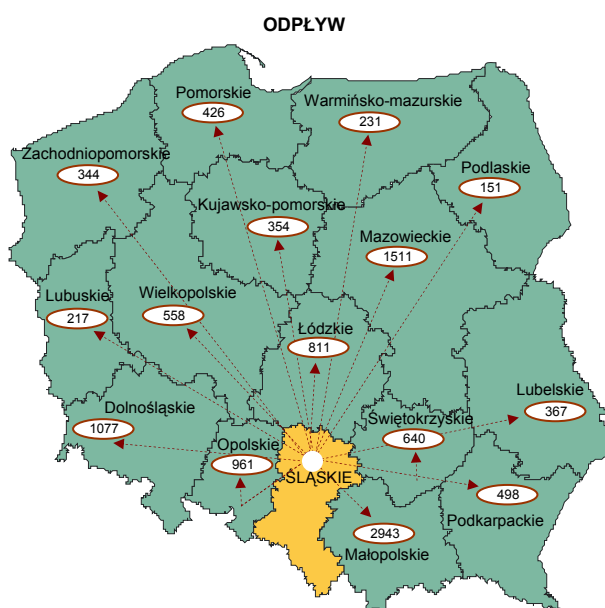 ODPŁYW
Pomorskie
426
Warmińsko-mazurskie
231
Zachodniopomorskie
344
Podlaskie
151
Kujawsko-pomorskie
354
Mazowieckie
1511
Lubuskie
217
Wielkopolskie
558
Łódzkie
811
Lubelskie
367
Dolnośląskie
1077
Świętokrzyskie
640
Opolskie
961
ŚLĄSKIE
498
Podkarpackie
2943
Małopolskie